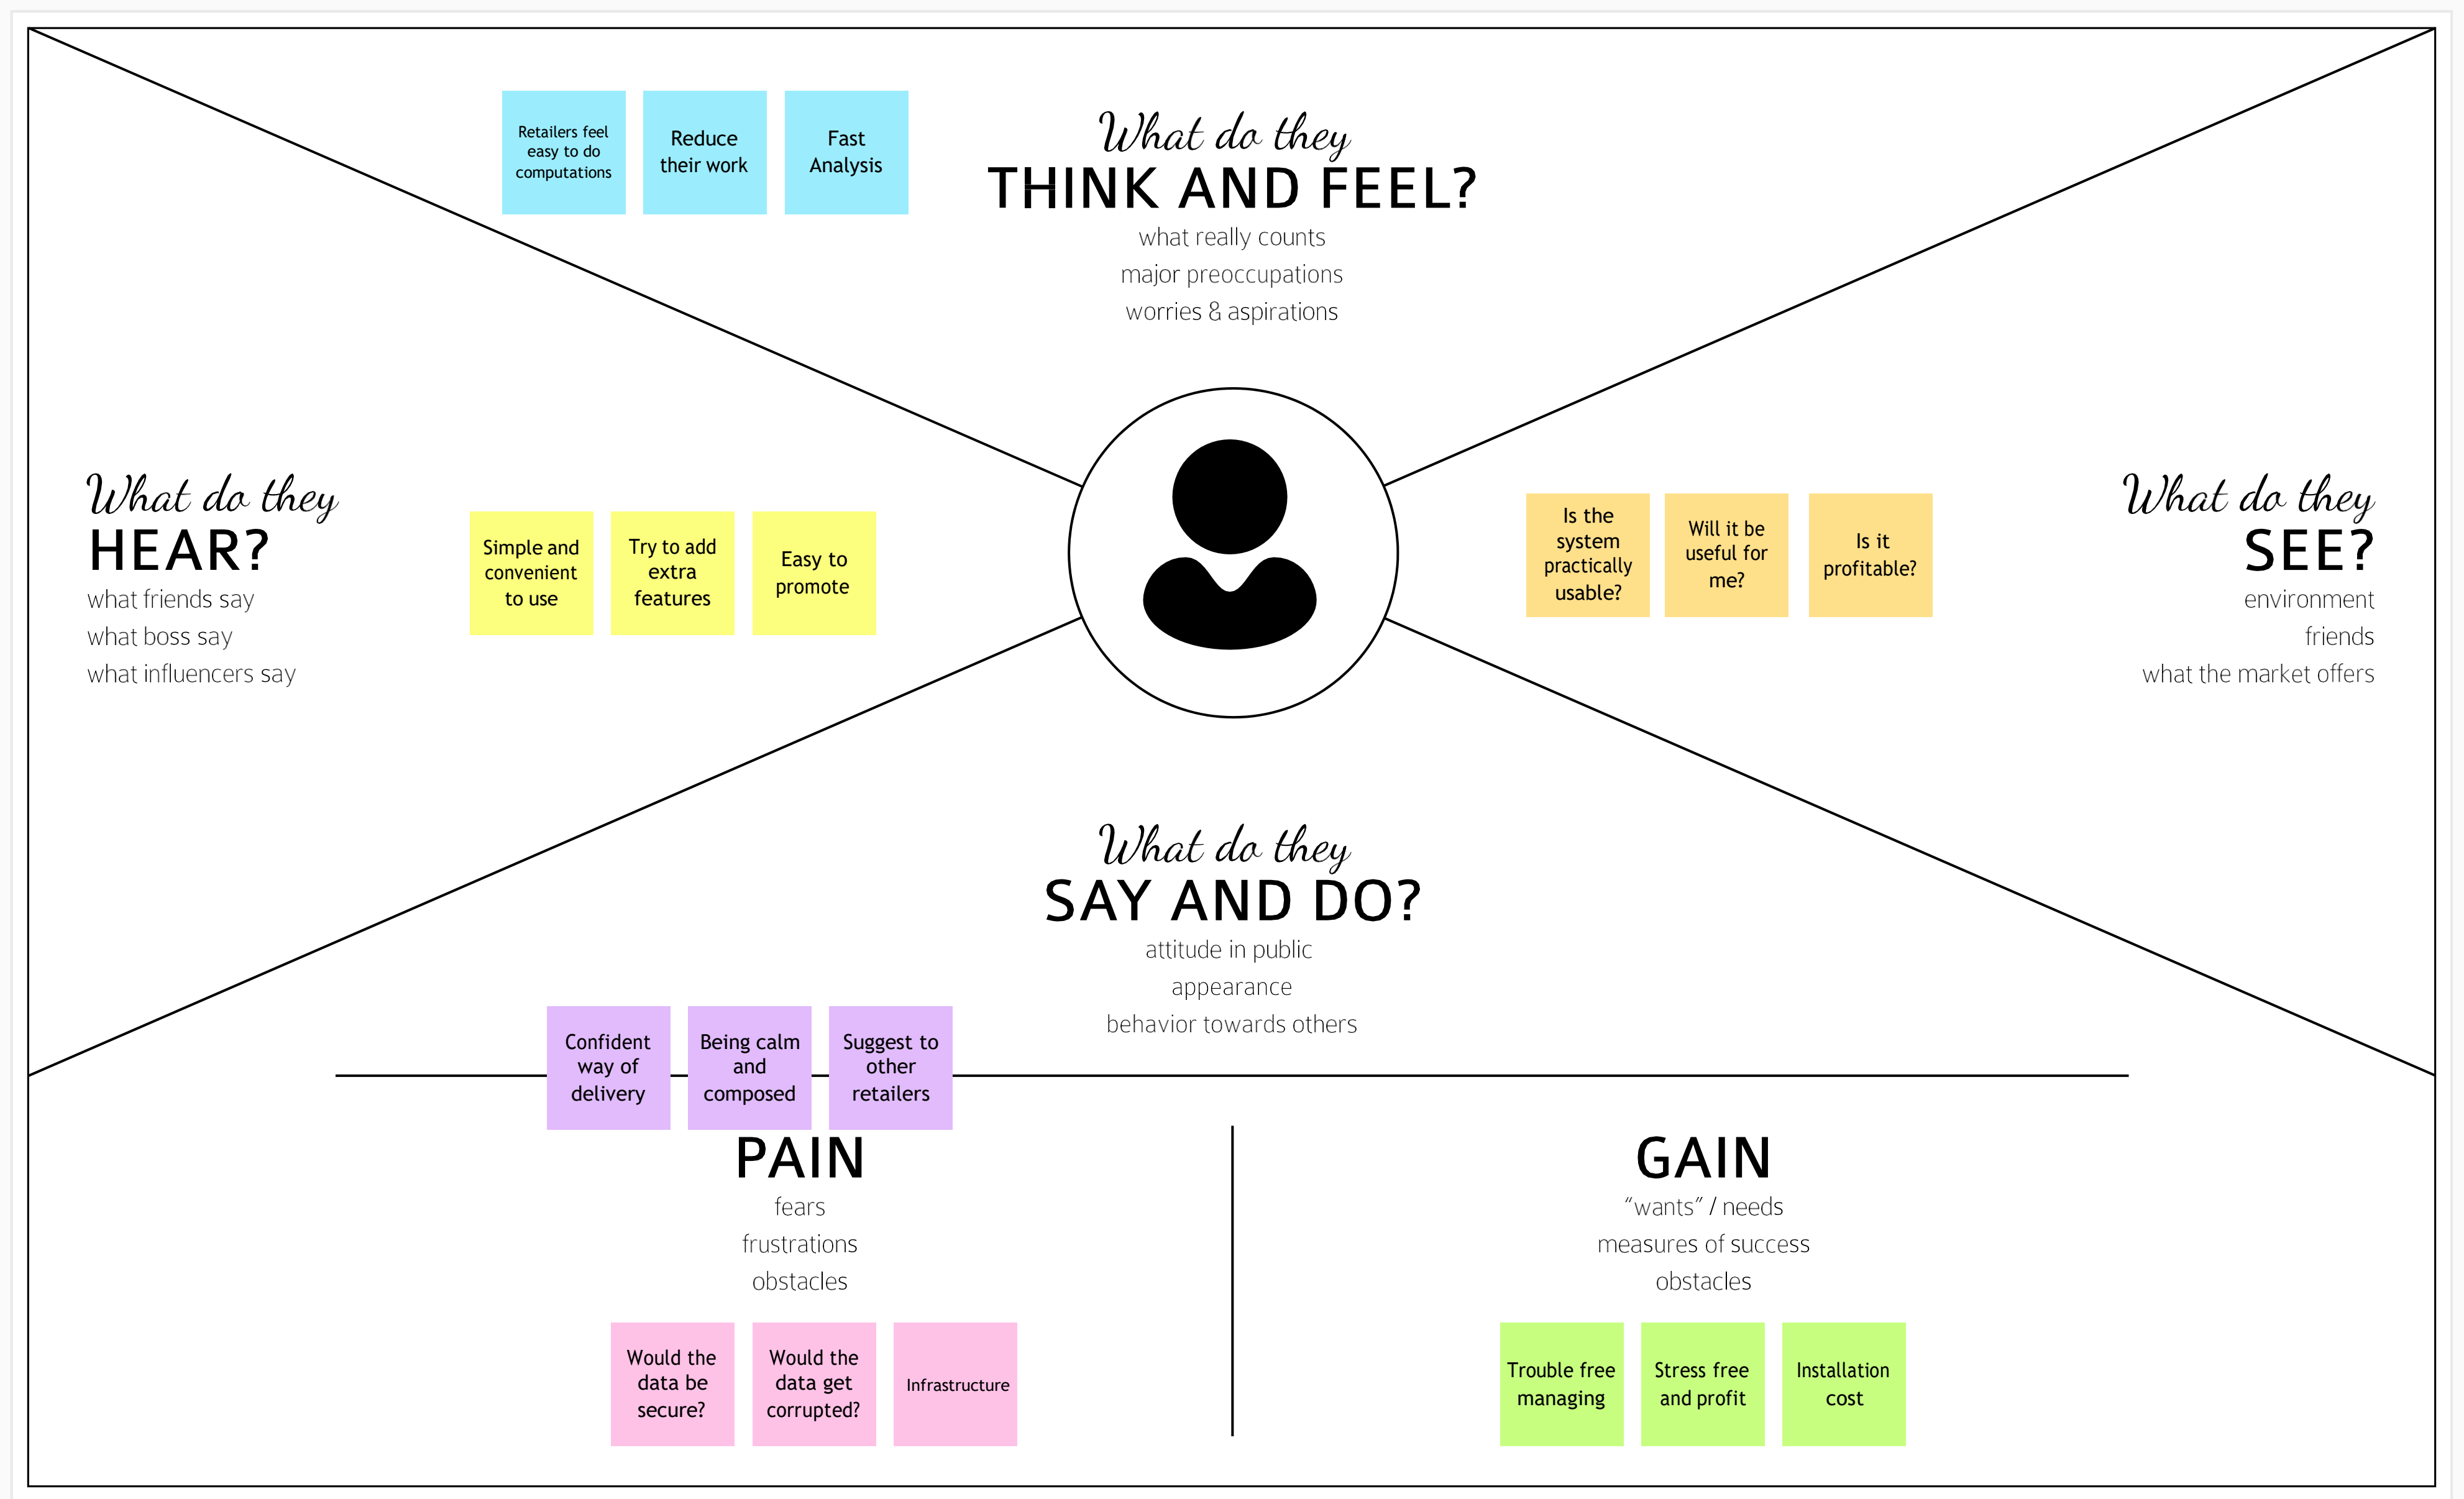 Retailers feel
easy to do
computations
Reduce
their work
Fast
Analysis
What do they
THINK AND FEEL?
what really counts
major preoccupations
worries & aspirations
What do they
HEAR?
what friends say
what boss say
what influencers say
Simple and
convenient
to use
Try to add
extra
features
Easy to
promote
Is the
system
practically
usable?
Will it be
useful for
me?
Is it
profitable?
What do they
SEE?
environment
friends
what the market offers
What do they
SAY AND DO?
attitude in public
appearance
behavior towards others
Confident
way of
delivery
Being calm
and
composed
Suggest to
other
retailers
PAIN
fears
frustrations
obstacles
Would the
data be
secure?
Would the
data get
corrupted?
Infrastructure
GAIN
“wants” / needs
measures of success
obstacles
Trouble free
managing
Stress free
and profit
Installation
cost